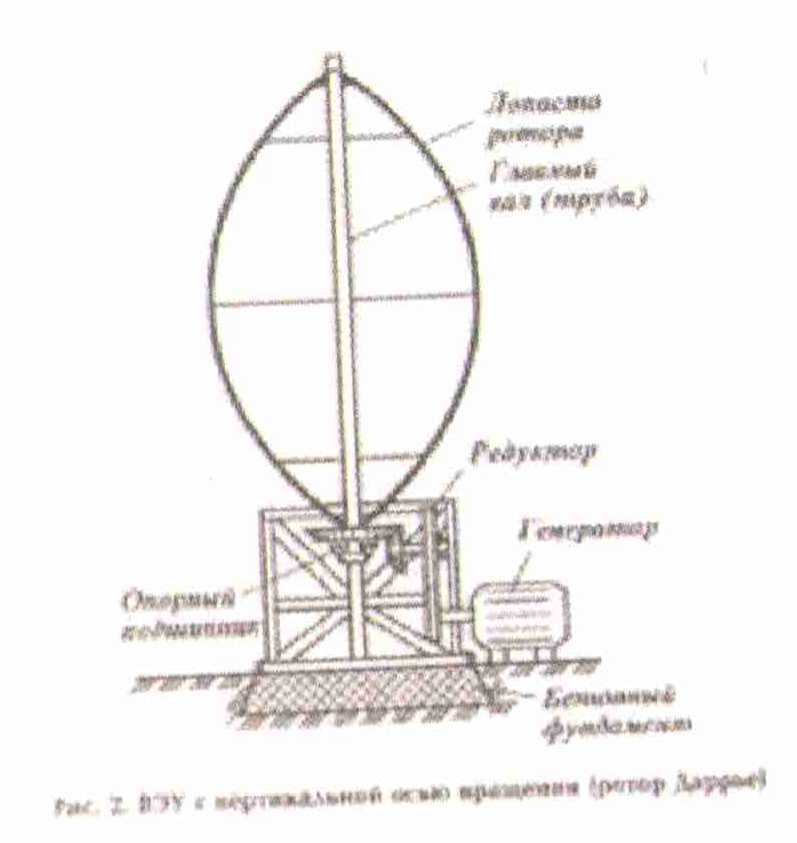 Лопасти
ротора
Главный
вал (труба)
Редуктор
Генератор
Опорный
подшипник
Бетонный
фундамент
Рис. 2. ВЭУ с вертикальной осью вращения (ротор Дарье)